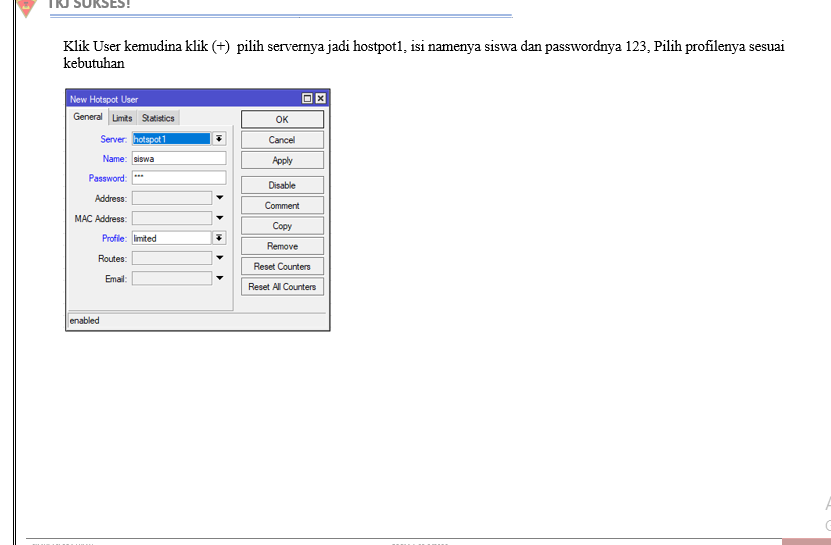 TKJ SUKSES!
Klik User kemudina klik (+) pilih servernya jadi hostpot1, isi namenya siswa dan passwordnya 123, Pilih profilenya sesuai
kebutuhan
New Hotspot User
General Limits Statistics
OK
Server: hotspot1
Cancel
Name: siswa
Apply
Password: ***
Disable
Address:
Comment
MAC Address:
Copy
Profile: limited
Remove
Routes:
Reset Counters
Email:
Reset All Counters
enabled